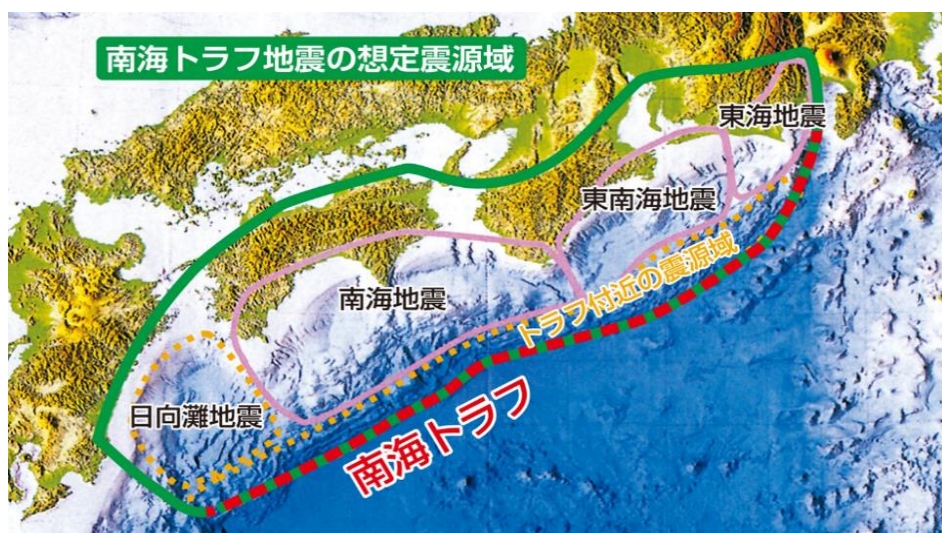 南海トラフ地震の想定震源域
東海地震
東南海地震
トラフ付近の震源域
南海地震
日向灘地震
南海トラフ